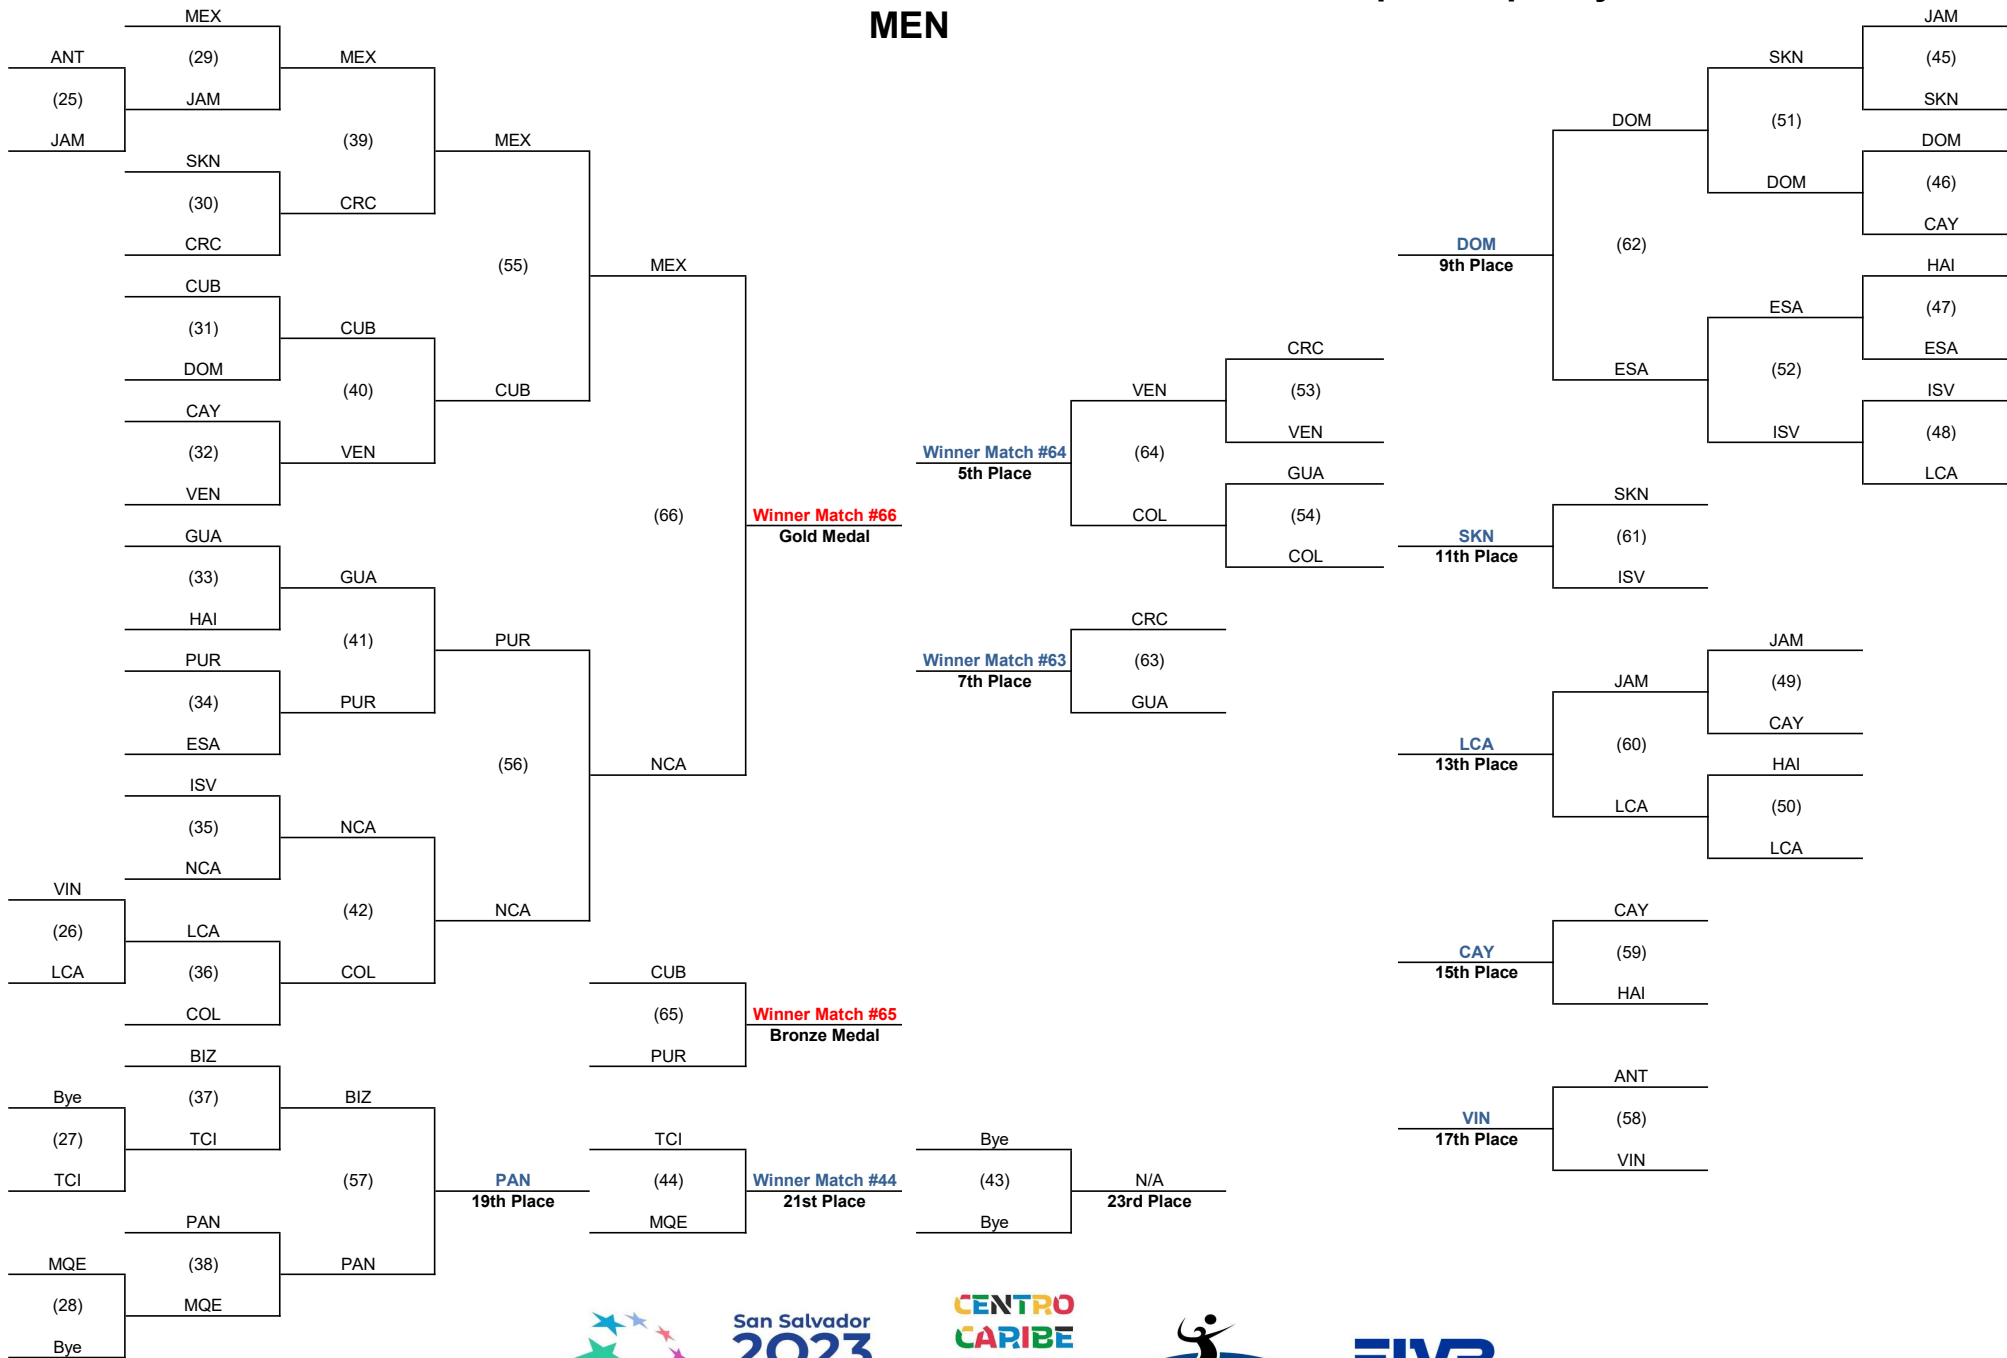 MEN
MEX
ANT
(29)
MEX
(25)
JAM
JAM
(39)
MEX
SKN
(30)
CRC
CRC
(55)
MEX
CUB
(31)
CUB
DOM
(40)
CUB
CAY
(32)
VEN
VEN
(66)
Winner Match #66
Gold Medal
GUA
(33)
GUA
HAI
(41)
PUR
PUR
(34)
PUR
ESA
(56)
NCA
ISV
(35)
NCA
NCA
VIN
(42)
NCA
(26)
LCA
LCA
(36)
COL
COL
CUB
(65)
Winner Match #65
Bronze Medal
PUR
BIZ
Bye
(37)
BIZ
(27)
TCI
TCI
(57)
PAN
19th Place
PAN
MQE
(38)
PAN
(28)
MQE
Bye
TCI
(44)
Winner Match #44
21st Place
MQE
Bye
(43)
N/A
23rd Place
Bye
CRC
VEN
(53)
VEN
Winner Match #64
5th Place
(64)
GUA
COL
(54)
COL
CRC
Winner Match #63
7th Place
(63)
GUA
JAM
SKN
(45)
SKN
DOM
(51)
DOM
DOM
(46)
CAY
DOM
9th Place
(62)
HAI
ESA
(47)
ESA
ESA
(52)
ISV
ISV
(48)
LCA
SKN
SKN
11th Place
(61)
ISV
JAM
JAM
(49)
CAY
LCA
13th Place
(60)
HAI
LCA
(50)
LCA
CAY
CAY
15th Place
(59)
HAI
ANT
VIN
17th Place
(58)
VIN
San Salvador
2023
CENTRO
CARIBE
FIVB